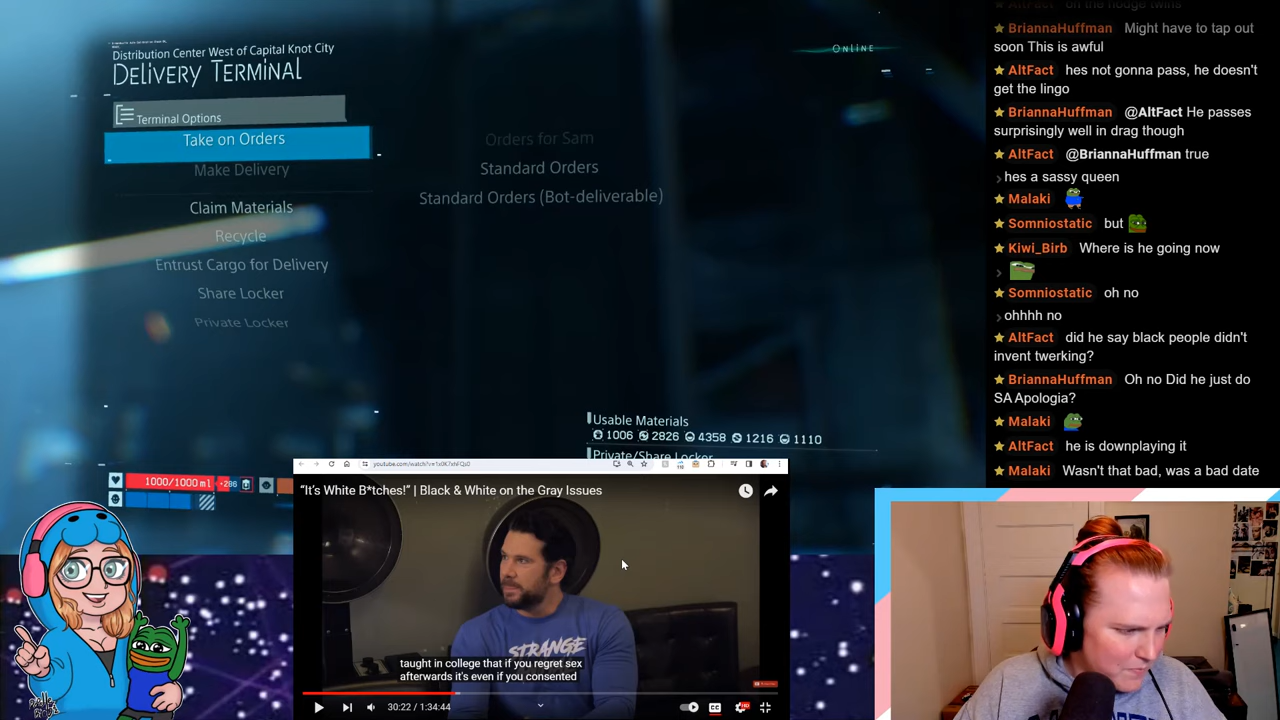 Distribution Center West of Capital Knot City
Delivery Terminal
Online
Terminal Options
Take on Orders
Make Delivery
Claim Materials
Recycle
Entrust Cargo for Delivery
Share Locker
Private Locker
Orders for Sam
Standard Orders
Standard Orders (Bot-deliverable)
Usable Materials
1006 2826 4358 1216 1110
Private/Share Locker
1000/1000 ml
286
on the hodge twins
BriannaHuffman Might have to tap out
soon This is awful
AltFact hes not gonna pass, he doesn't
get the lingo
BriannaHuffman @AltFact He passes
surprisingly well in drag though
AltFact @BriannaHuffman true
hes a sassy queen
Malaki
Somniostatic but
Kiwi_Birb Where is he going now
Somniostatic oh no
ohhhh no
AltFact did he say black people didn't
invent twerking?
BriannaHuffman Oh no Did he just do
SA Apologia?
Malaki
AltFact he is downplaying it
Malaki Wasn't that bad, was a bad date
“It's White B*tches!” | Black & White on the Gray Issues
STRANGE
taught in college that if you regret sex
afterwards it's even if you consented
30:22 / 1:34:44
CC
HD